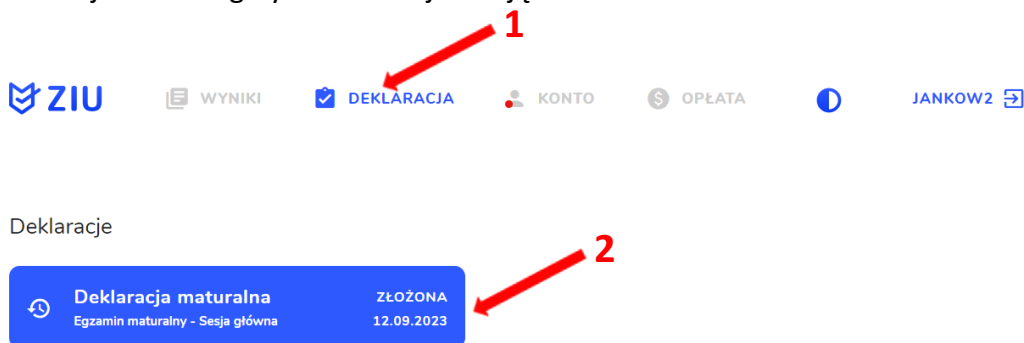 1
ZIU WYNIKI DEKLARACJA KONTO OPŁATA JANKOW2
Deklaracje
2
Deklaracja maturalna ZŁOŻONA
Egzamin maturalny - Sesja główna 12.09.2023